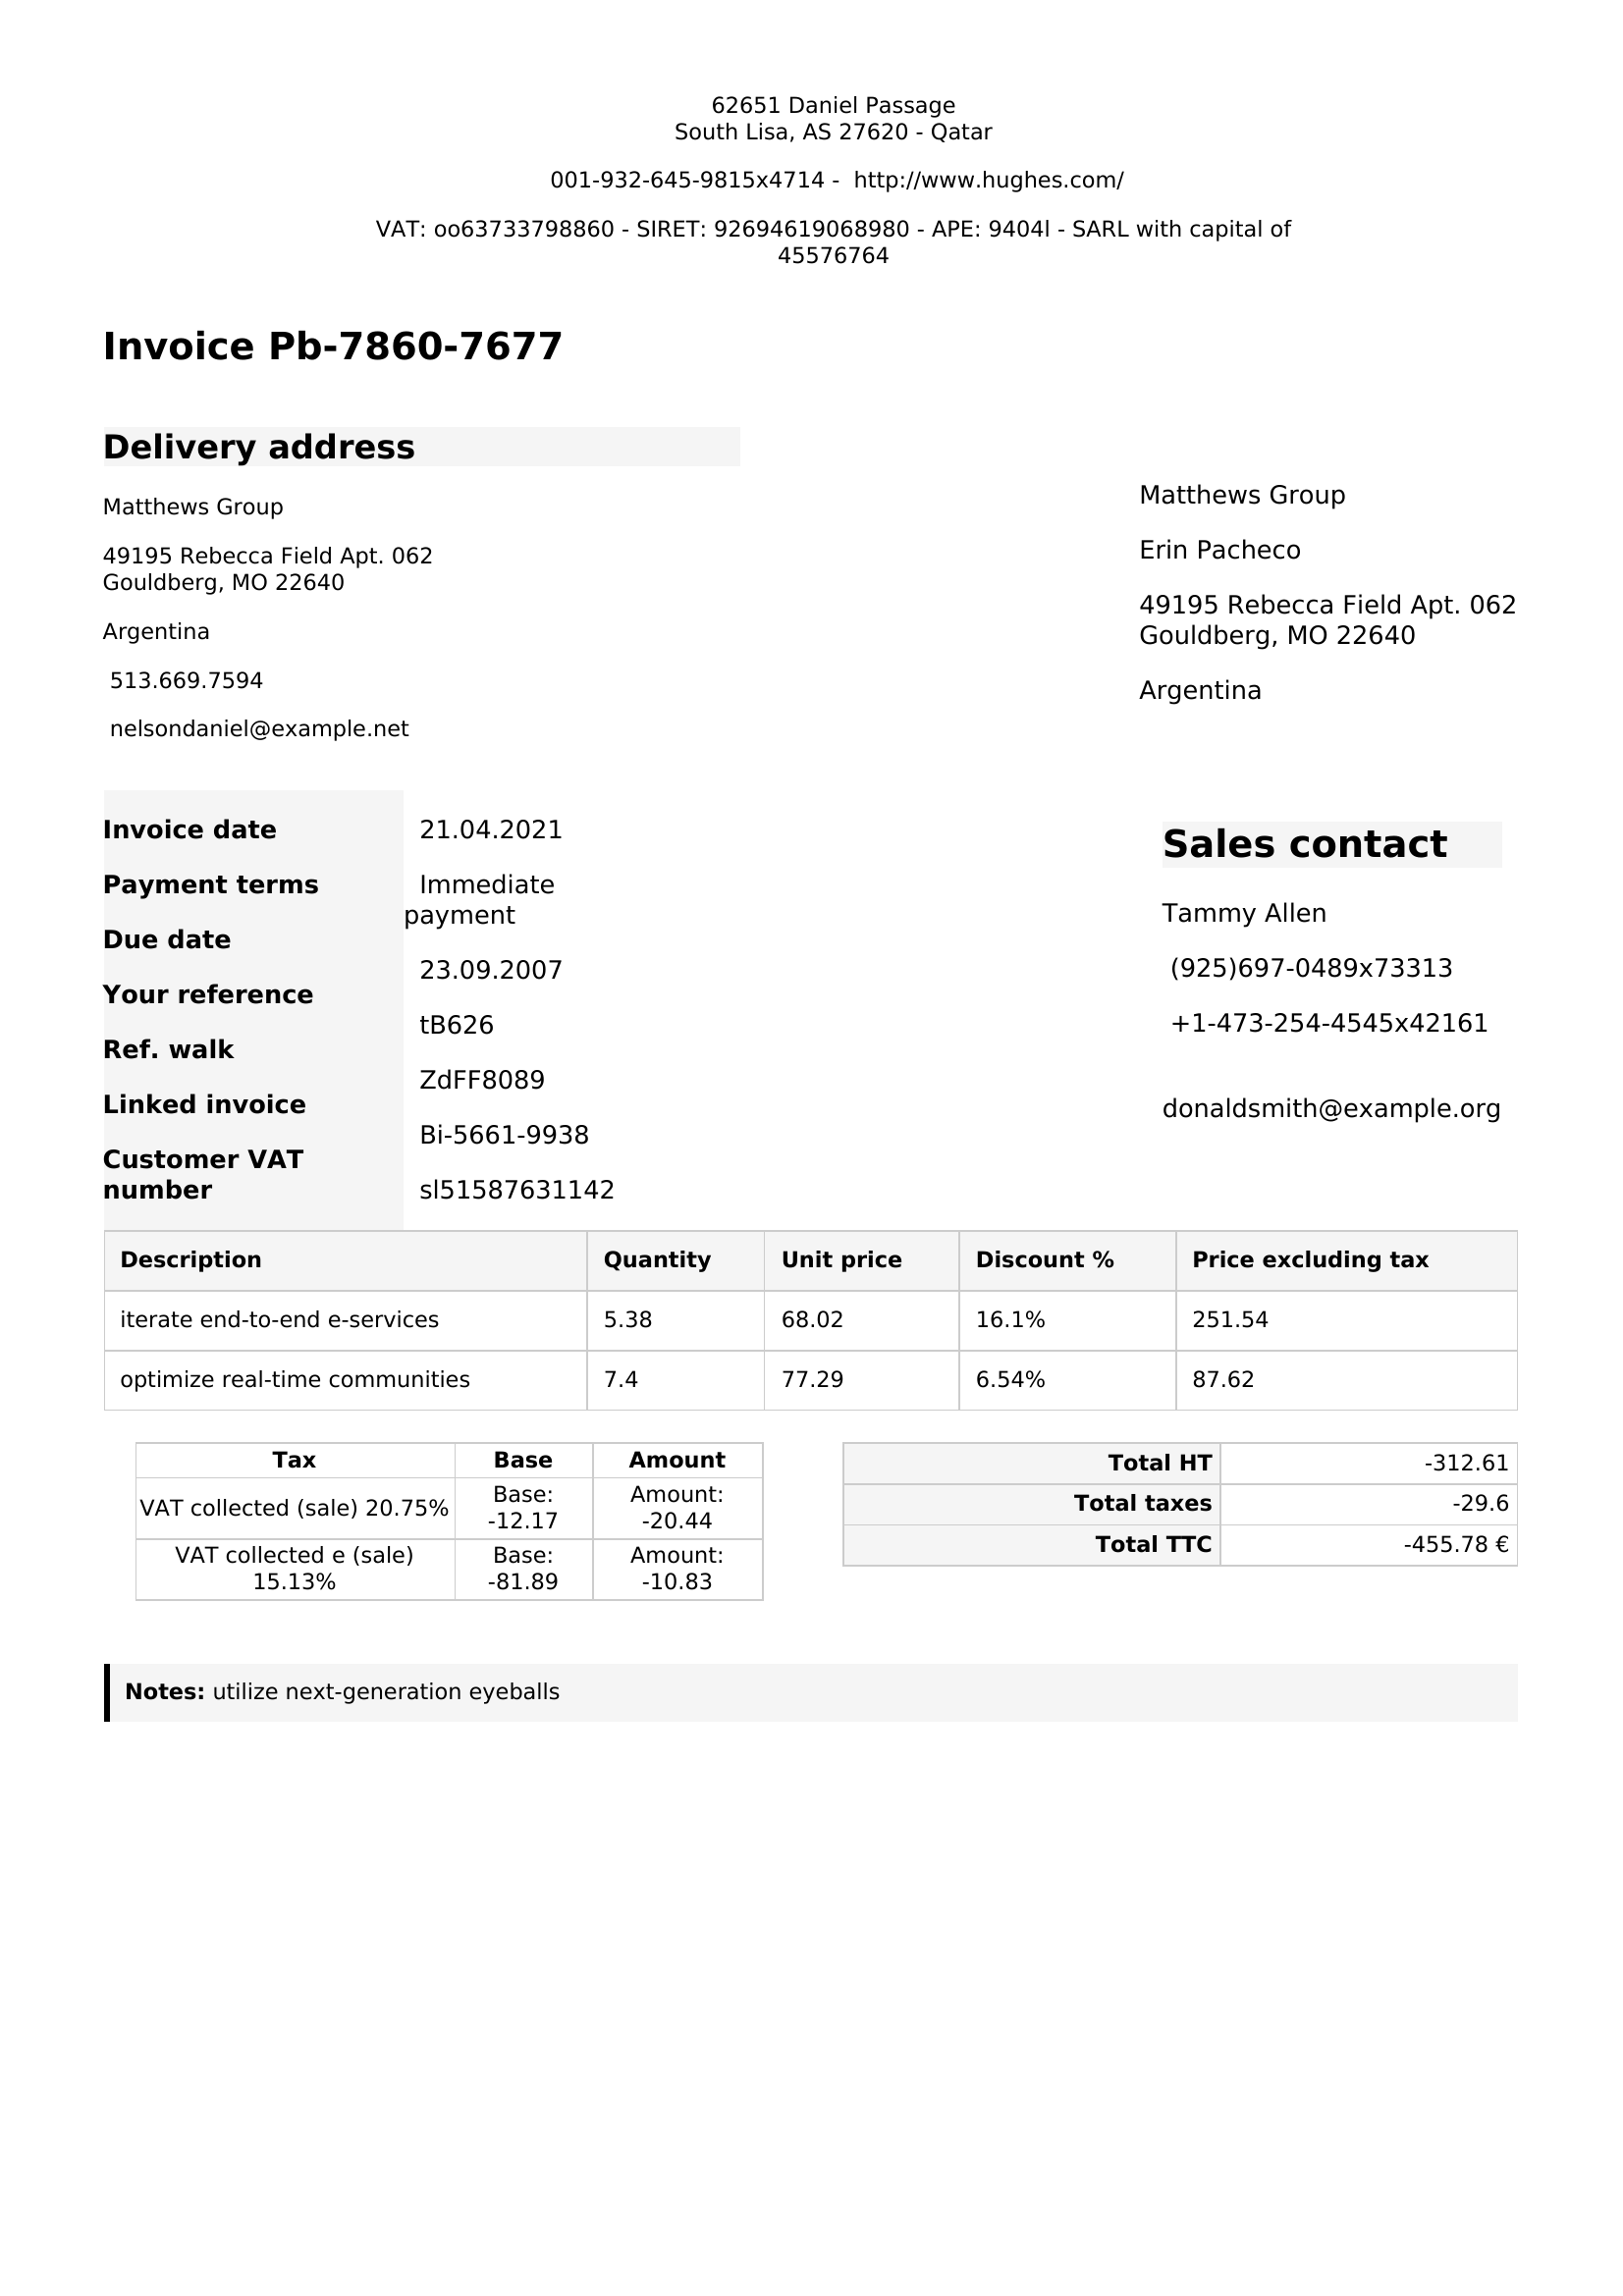 62651 Daniel Passage
South Lisa, AS 27620 - Qatar
001-932-645-9815x4714 - http://www.hughes.com/
VAT: oo63733798860 - SIRET: 92694619068980 - APE: 9404l - SARL with capital of
45576764
Invoice Pb-7860-7677
Delivery address
Matthews Group
49195 Rebecca Field Apt. 062
Gouldberg, MO 22640
Argentina
513.669.7594
nelsondaniel@example.net
Matthews Group
Erin Pacheco
49195 Rebecca Field Apt. 062
Gouldberg, MO 22640
Argentina
Invoice date
Payment terms
Due date
Your reference
Ref. walk
Linked invoice
Customer VAT
number
21.04.2021
Immediate
payment
23.09.2007
tB626
ZdFF8089
Bi-5661-9938
sl51587631142
Sales contact
Tammy Allen
(925)697-0489x73313
+1-473-254-4545x42161
donaldsmith@example.org
Description Quantity Unit price Discount % Price excluding tax
iterate end-to-end e-services 5.38 68.02 16.1% 251.54
optimize real-time communities 7.4 77.29 6.54% 87.62
Tax Base Amount
VAT collected (sale) 20.75% Base: -12.17 Amount: -20.44
VAT collected e (sale) 15.13% Base: -81.89 Amount: -10.83
Total HT -312.61
Total taxes -29.6
Total TTC -455.78 €
Notes: utilize next-generation eyeballs